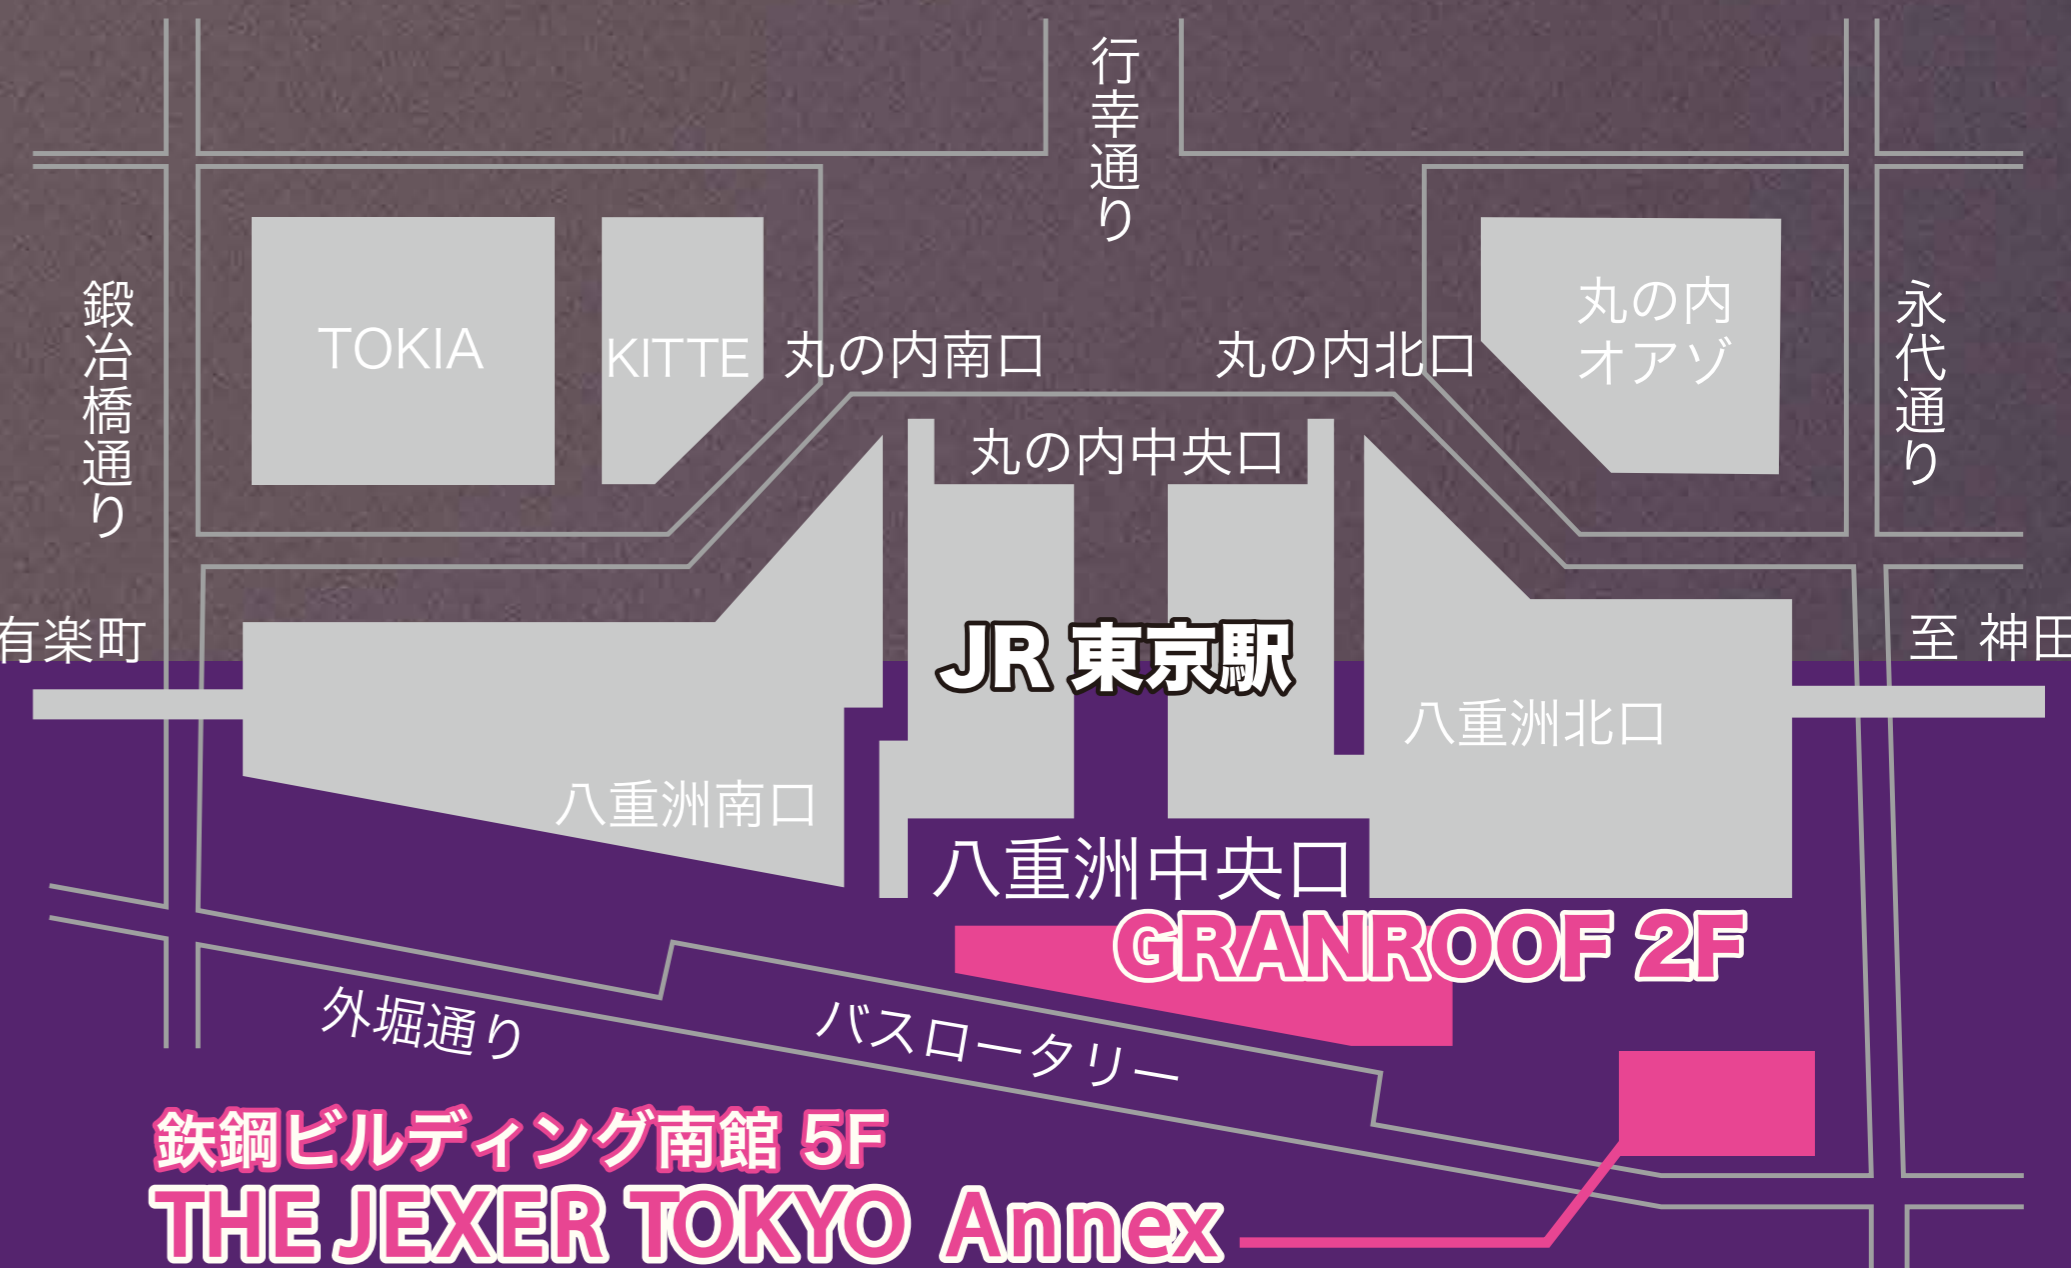 行幸通り
鍛冶橋通り
TOKIA
KITTE
丸の内南口
丸の内北口
丸の内
オアゾ
永代通り
丸の内中央口
有楽町
JR 東京駅
至 神田
八重洲北口
八重洲南口
八重洲中央口
GRANROOF 2F
外堀通り
バスロータリー
鉃鋼ビルディング南館 5F
THE JEXER TOKYO Annex